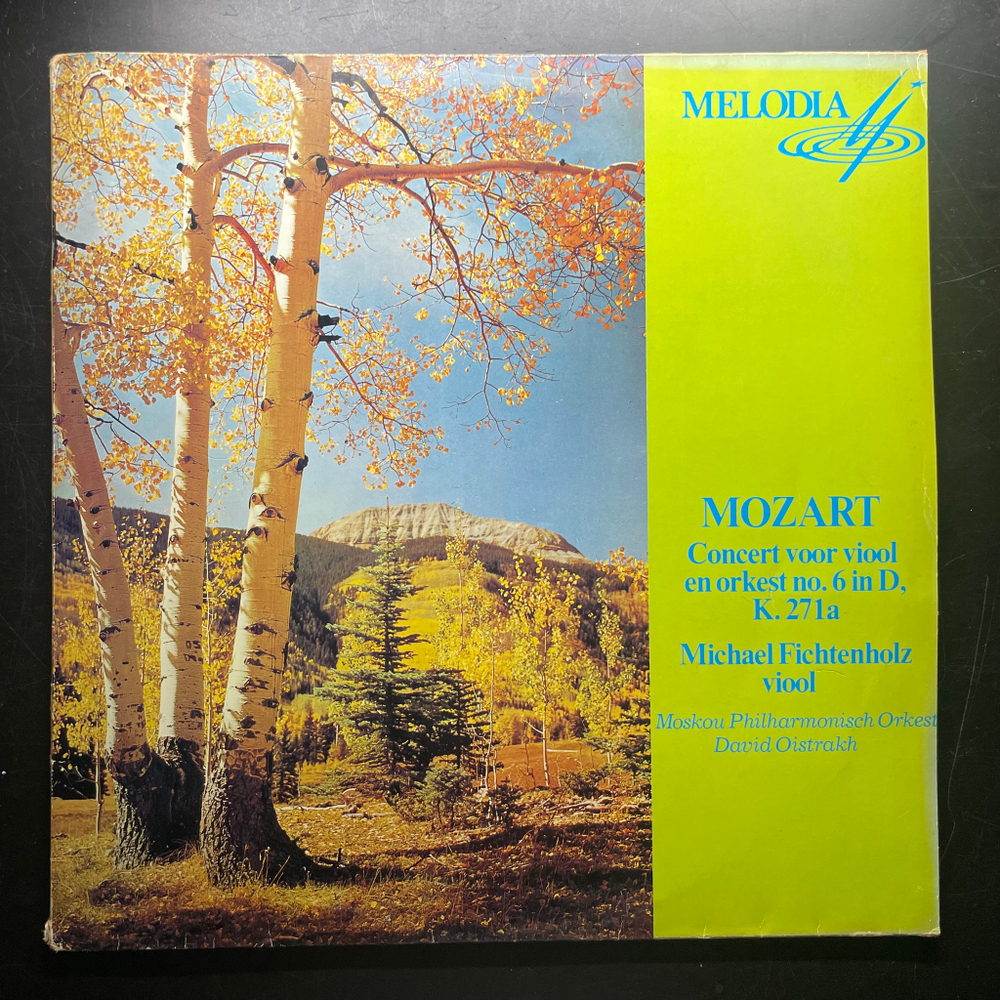 MELODIA
MOZART
Concert voor viool
en orkest no. 6 in D,
K. 271a
Michael Fichtenholz
viool
Moskou Philharmonisch Orkest
David Oistrakh